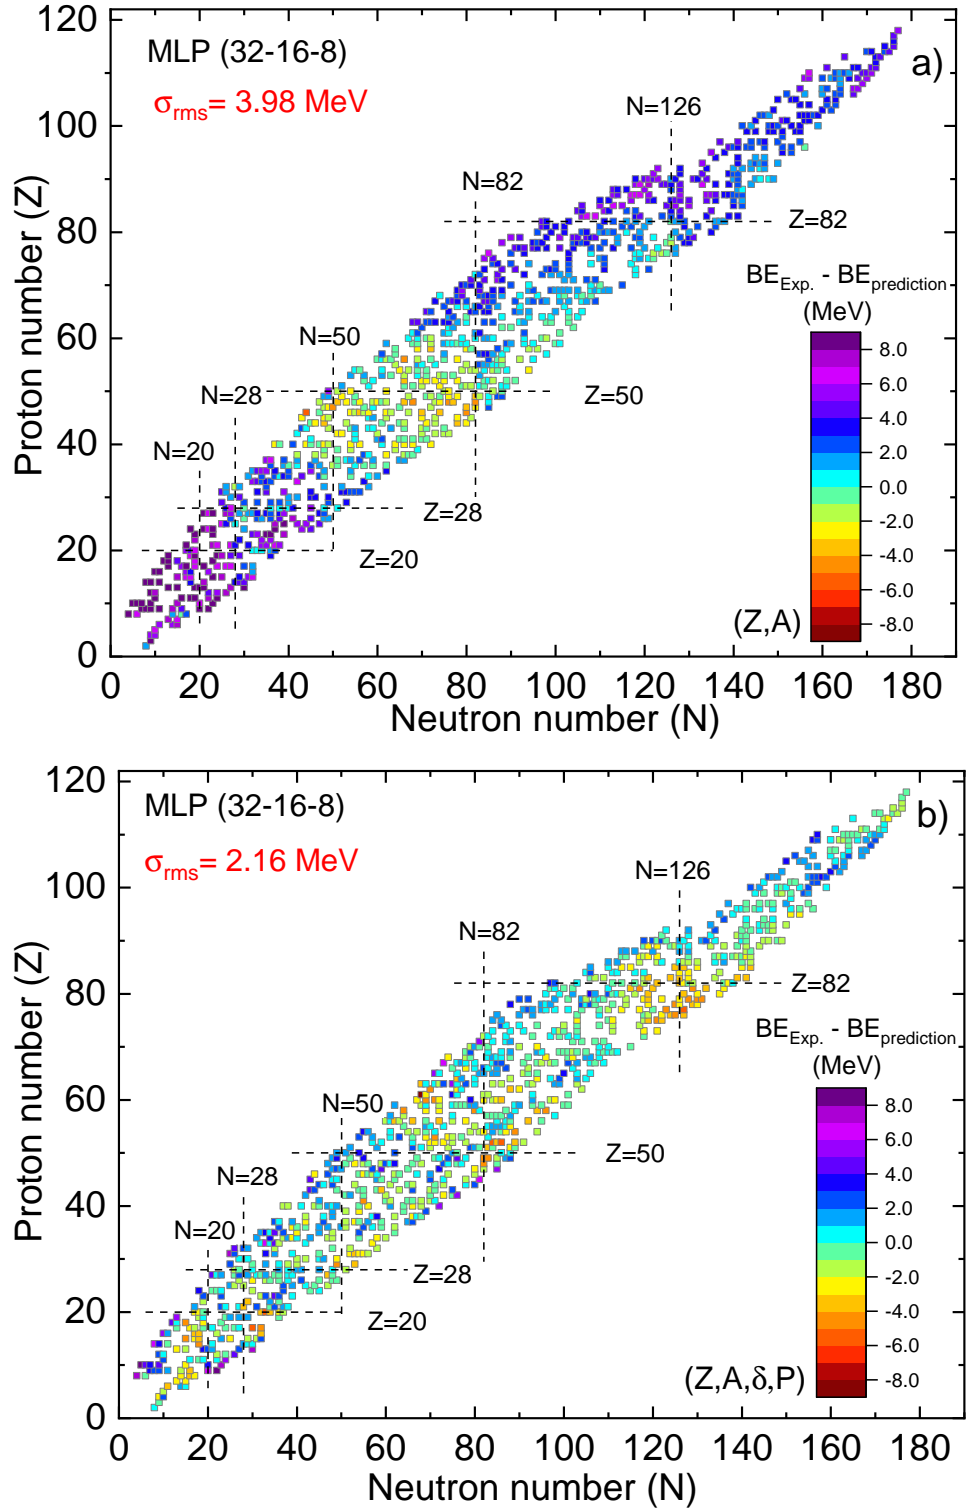 120
MLP (32-16-8)
a)
σrms= 3.98 MeV
100
N=126
N=82
80
Z=82
BEExp. - BEprediction
(MeV)
Proton number (Z)
60
N=50
8.0
6.0
4.0
2.0
0.0
-2.0
-4.0
-6.0
-8.0
N=28
Z=50
40
N=20
Z=28
20
Z=20
(Z,A)
0
0 20 40 60 80 100 120 140 160 180
Neutron number (N)
120
MLP (32-16-8)
b)
σrms= 2.16 MeV
100
N=126
N=82
80
Z=82
BEExp. - BEprediction
(MeV)
Proton number (Z)
60
N=50
8.0
6.0
4.0
2.0
0.0
-2.0
-4.0
-6.0
-8.0
Z=50
40
N=28
N=20
Z=28
20
Z=20
(Z,A,δ,P)
0
0 20 40 60 80 100 120 140 160 180
Neutron number (N)